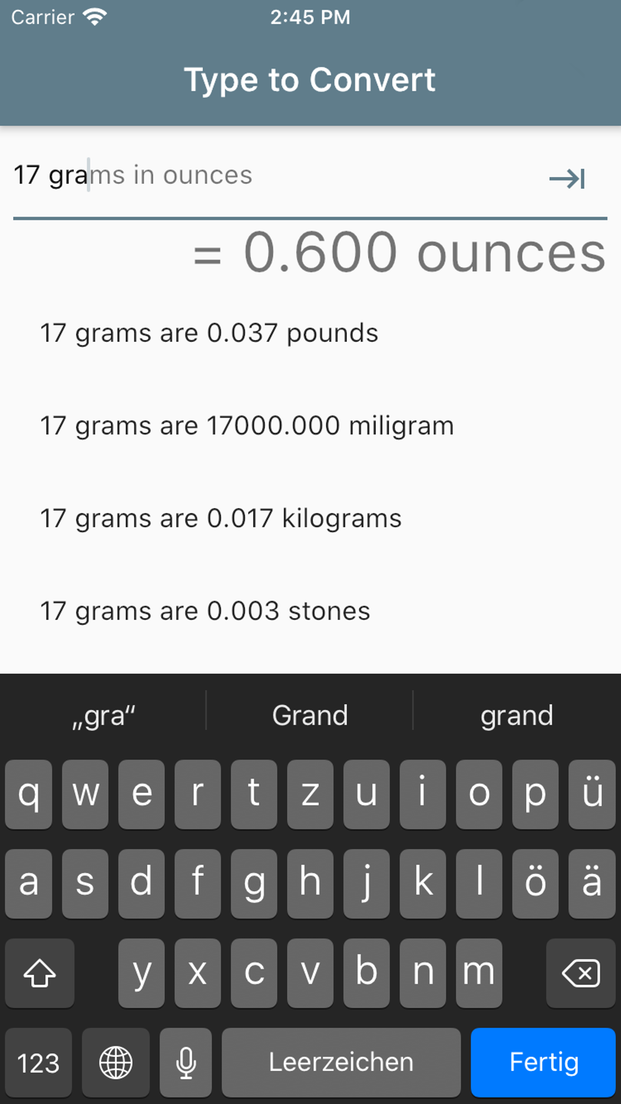 Carrier 2:45 PM
Type to Convert
17 grams in ounces
= 0.600 ounces
17 grams are 0.037 pounds
17 grams are 17000.000 miligram
17 grams are 0.017 kilograms
17 grams are 0.003 stones
„gra“ Grand grand
q w e r t z u i o p ü
a s d f g h j k l ö ä
y x c v b n m
123 Leerzeichen Fertig